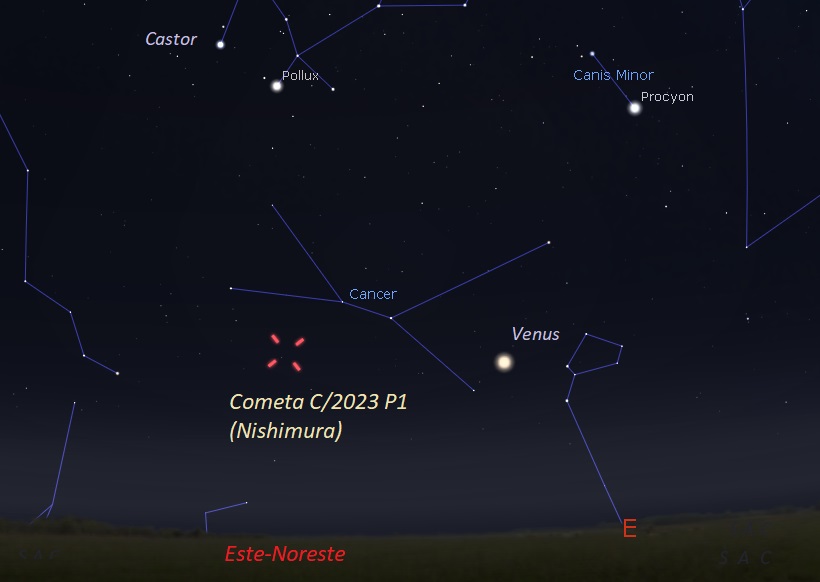 Castor
Pollux
Canis Minor
Procyon
Cancer
Venus
Cometa C/2023 P1
(Nishimura)
E
Este-Noreste
S A C
S A C